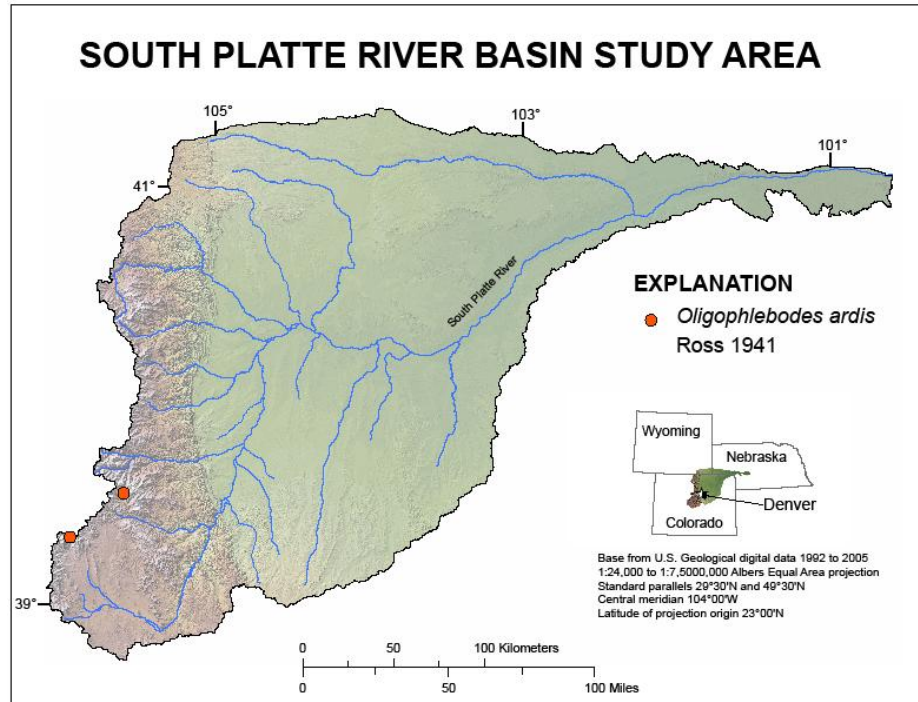 SOUTH PLATTE RIVER BASIN STUDY AREA
105°
103°
101°
41°
South Platte River
EXPLANATION
Oligophlebodes ardis
Ross 1941
Wyoming
Nebraska
Denver
Colorado
Base from U.S. Geological digital data 1992 to 2005
1:24,000 to 1:7,5000,000 Albers Equal Area projection
Standard parallels 29°30'N and 49°30'N
Central meridian 104°00'W
Latitude of projection origin 23°00'N
39°
0 50 100 Kilometers
0 50 100 Miles